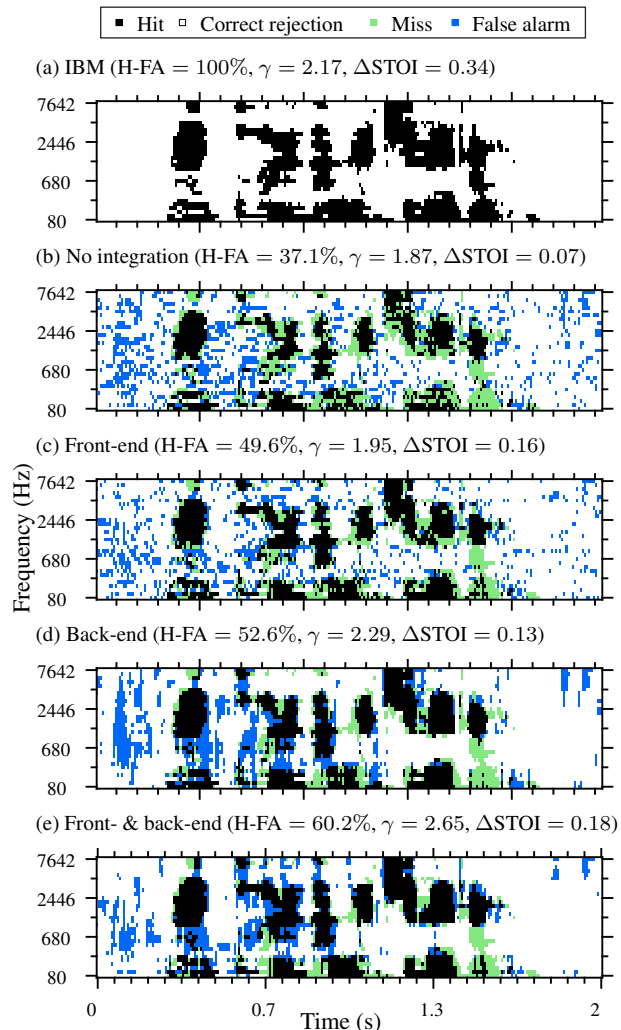 Hit Correct rejection Miss False alarm
(a) IBM (H-FA = 100%, γ = 2.17, ΔSTOI = 0.34)
7642
2446
680
80
(b) No integration (H-FA = 37.1%, γ = 1.87, ΔSTOI = 0.07)
7642
2446
680
80
(c) Front-end (H-FA = 49.6%, γ = 1.95, ΔSTOI = 0.16)
7642
2446
680
80
Frequency (Hz)
(d) Back-end (H-FA = 52.6%, γ = 2.29, ΔSTOI = 0.13)
7642
2446
680
80
(e) Front- & back-end (H-FA = 60.2%, γ = 2.65, ΔSTOI = 0.18)
7642
2446
680
80
0 0.7 1.3 2
Time (s)